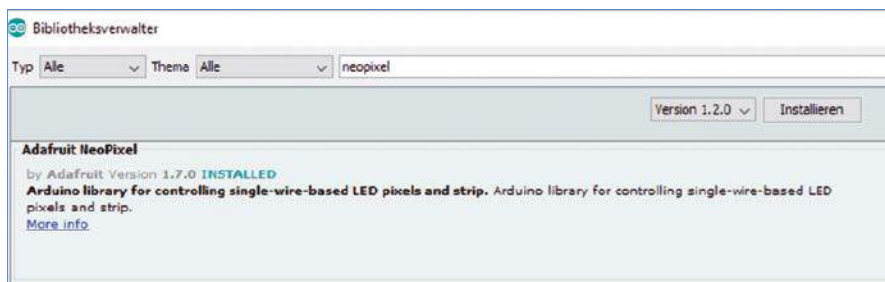 Bibliotheksverwalter
Typ Alle Thema Alle neopixel
Version 1.2.0 Installieren
Adafruit NeoPixel
by Adafruit Version 1.7.0 INSTALLED
Arduino library for controlling single-wire-based LED pixels and strip. Arduino library for controlling single-wire-based LED
pixels and strip.
More info